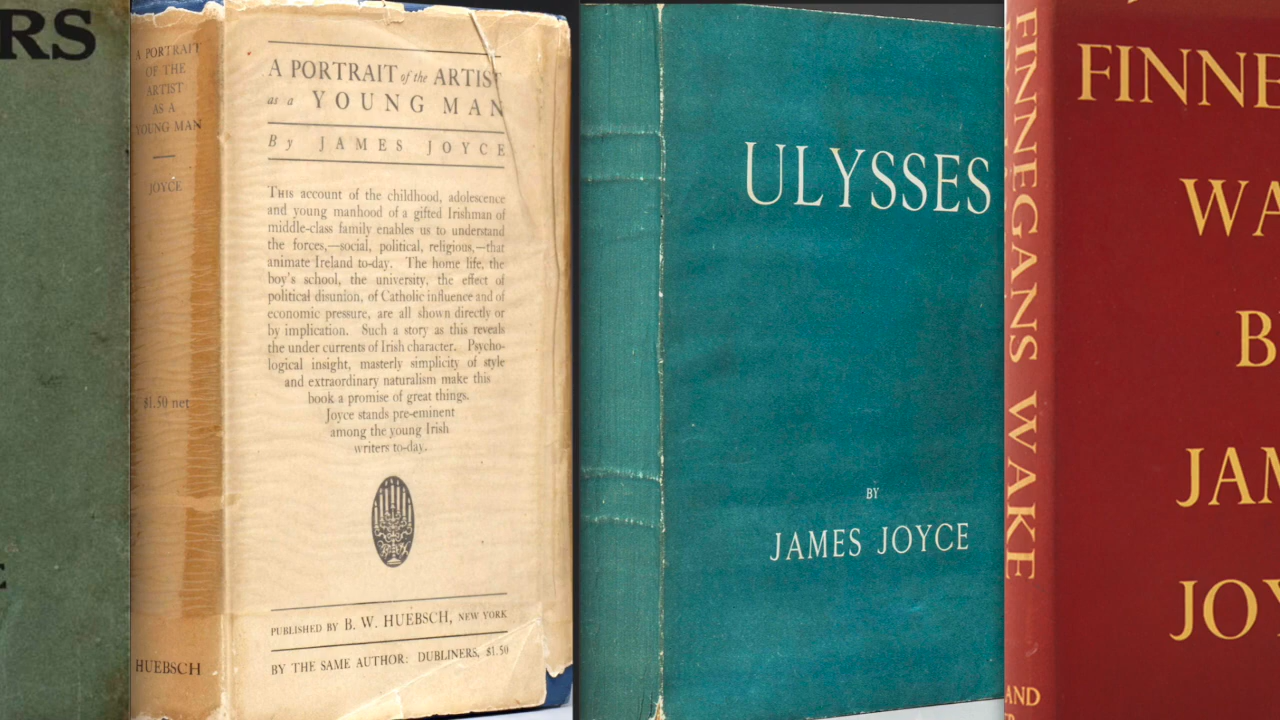 RS
A PORTRAIT
OF THE
ARTIST
AS A
YOUNG MAN
JOYCE
$1.50 net
HUEBSCH
A PORTRAIT of the ARTIST
as a YOUNG MAN
By JAMES JOYCE
THIS account of the childhood, adolescence
and young manhood of a gifted Irishman of
middle-class family enables us to understand
the forces,—social, political, religious,—that
animate Ireland to-day. The home life, the
boy's school, the university, the effect of
political disunion, of Catholic influence and of
economic pressure, are all shown directly or
by implication. Such a story as this reveals
the under currents of Irish character. Psycho-
logical insight, masterly simplicity of style
and extraordinary naturalism make this
book a promise of great things.
Joyce stands pre-eminent
among the young Irish
writers to-day.
PUBLISHED BY B. W. HUEBSCH, NEW YORK
BY THE SAME AUTHOR: DUBLINERS, $1.50
ULYSSES
BY
JAMES JOYCE
FINNEGANS WAKE
AND
FINNE
WA
B
JAM
JOY